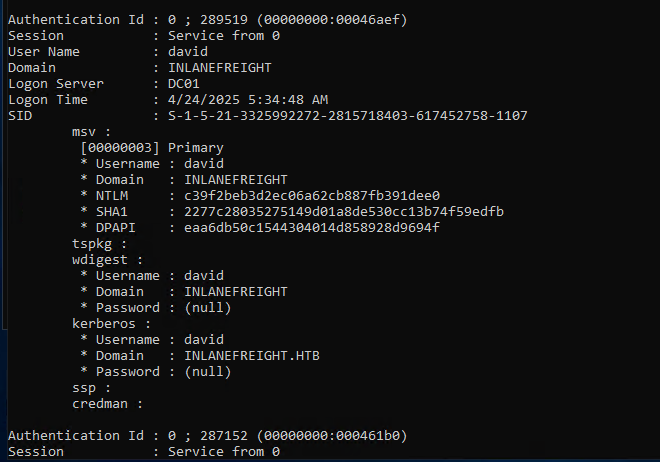 Authentication Id : 0 ; 289519 (00000000:00046aef)
Session           : Service from 0
User Name         : david
Domain            : INLANEFREIGHT
Logon Server      : DC01
Logon Time        : 4/24/2025 5:34:48 AM
SID               : S-1-5-21-3325992272-2815718403-617452758-1107
        msv :
         [00000003] Primary
         * Username : david
         * Domain   : INLANEFREIGHT
         * NTLM     : c39f2beb3d2ec06a62cb887fb391dee0
         * SHA1     : 2277c28035275149d01a8de530cc13b74f59edfb
         * DPAPI    : eaa6db50c1544304014d858928d9694f
        tspkg :
        wdigest :
         * Username : david
         * Domain   : INLANEFREIGHT
         * Password : (null)
        kerberos :
         * Username : david
         * Domain   : INLANEFREIGHT.HTB
         * Password : (null)
        ssp :
        credman :
Authentication Id : 0 ; 287152 (00000000:000461b0)
Session           : Service from 0